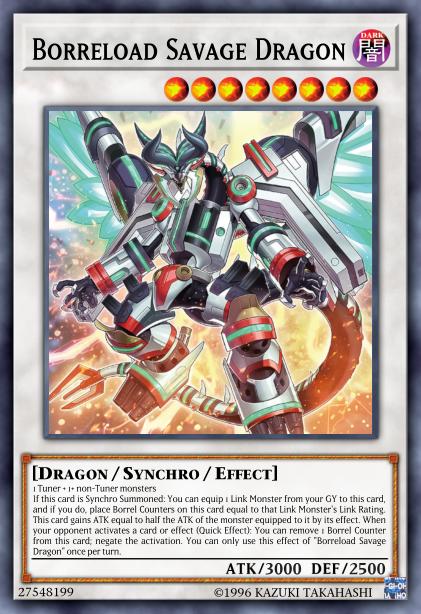 BORRELOAD SAVAGE DRAGON
DARK
闇
[DRAGON / SYNCHRO / EFFECT]
1 Tuner + 1+ non-Tuner monsters
If this card is Synchro Summoned: You can equip 1 Link Monster from your GY to this card,
and if you do, place Borrel Counters on this card equal to that Link Monster's Link Rating.
This card gains ATK equal to half the ATK of the monster equipped to it by its effect. When
your opponent activates a card or effect (Quick Effect): You can remove 1 Borrel Counter
from this card; negate the activation. You can only use this effect of "Borreload Savage
Dragon" once per turn.
ATK/3000 DEF/2500
27548199
©1996 KAZUKI TAKAHASHI